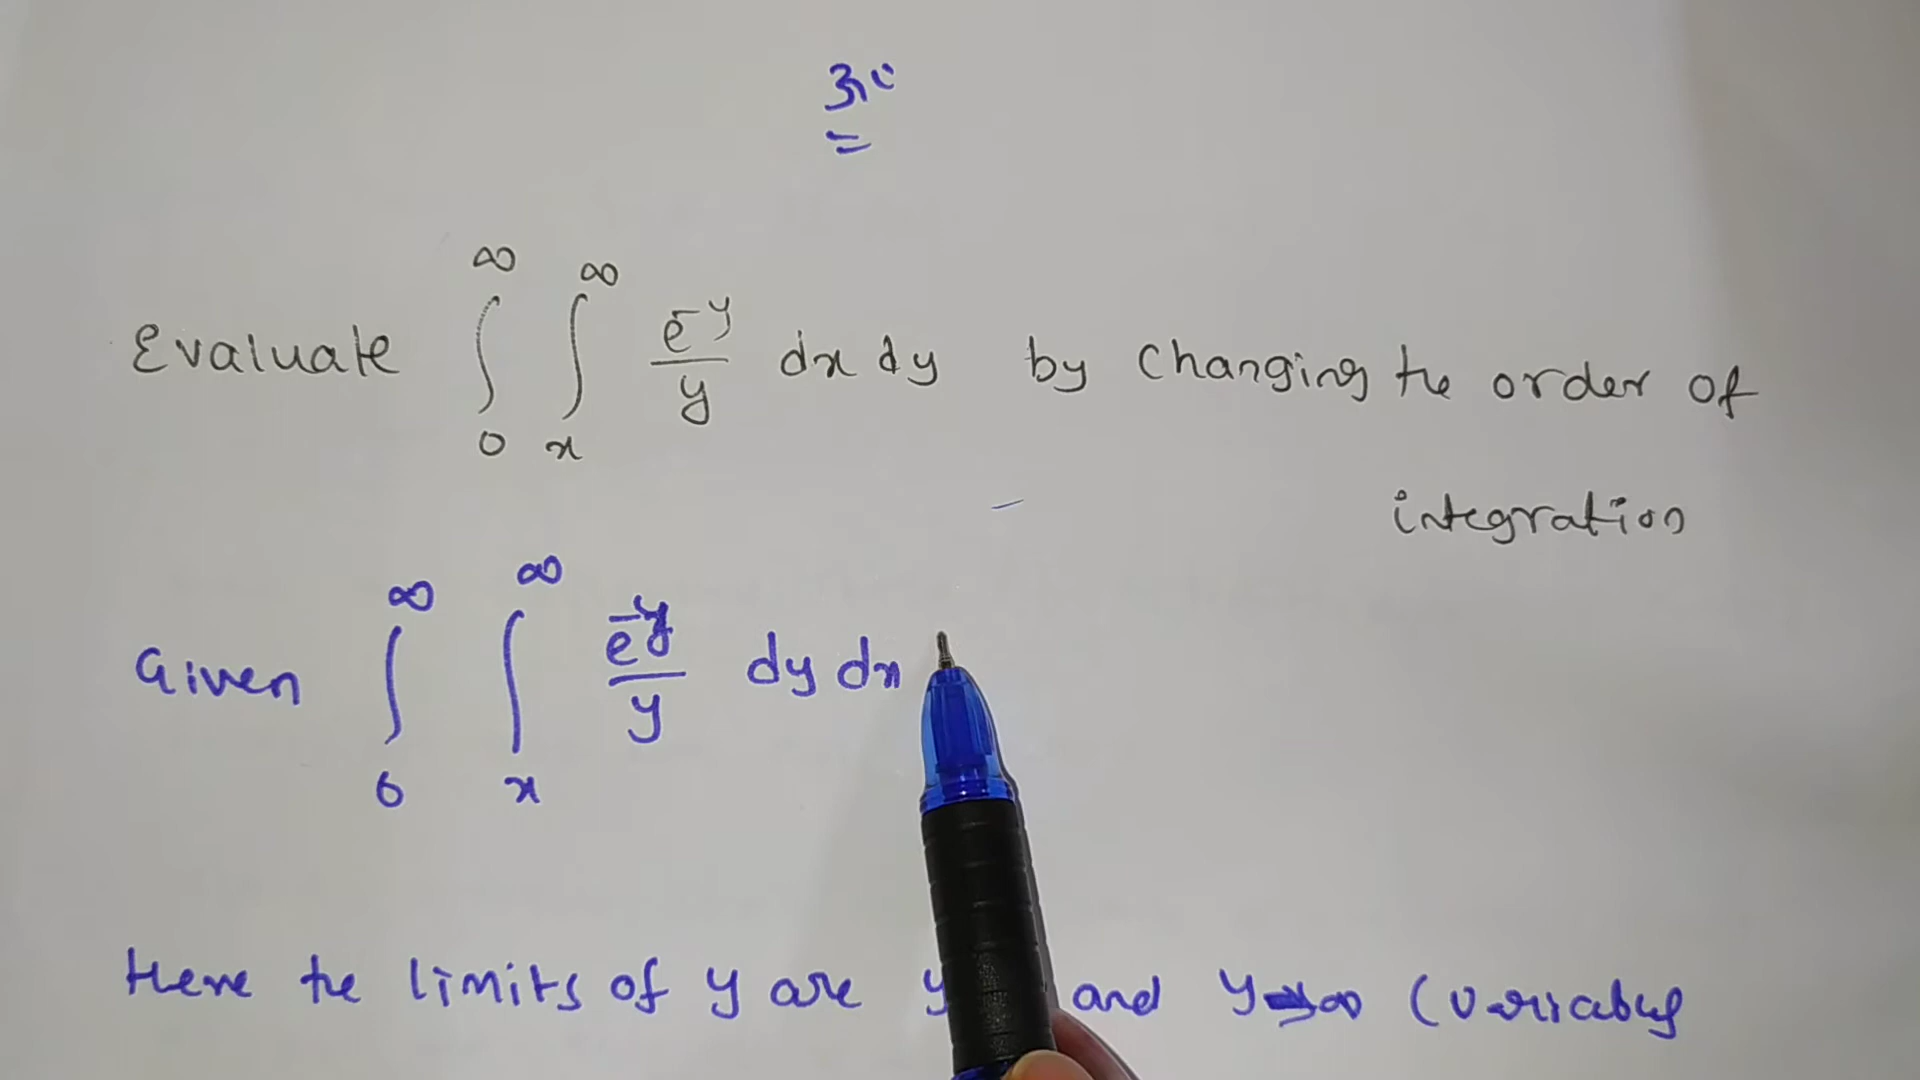 Evaluate ∫₀^∞ ∫ₓ^∞ e^-y/y dx dy by changing the order of
integration
Given ∫₀^∞ ∫ₓ^∞ e^-y/y dy dx
Here the limits of y are y and y→∞ (variables